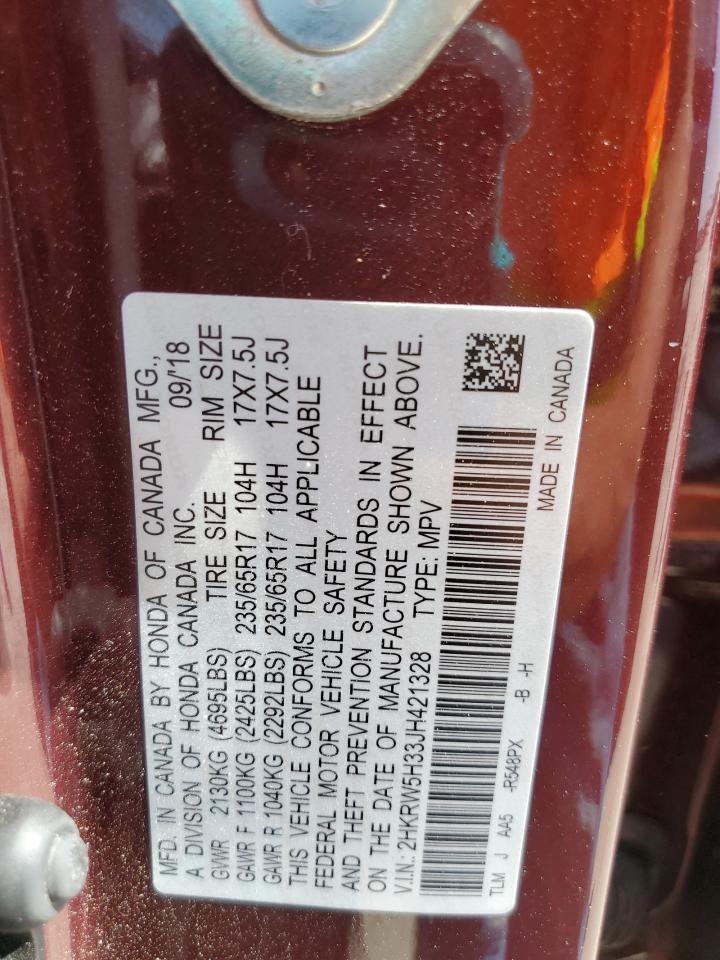 MFD. IN CANADA BY HONDA OF CANADA MFG.,
A DIVISION OF HONDA CANADA INC. 09/'18
GVWR 2130KG (4695LBS) TIRE SIZE RIM SIZE
GAWR F 1100KG (2425LBS) 235/65R17 104H 17X7.5J
GAWR R 1040KG (2292LBS) 235/65R17 104H 17X7.5J
THIS VEHICLE CONFORMS TO ALL APPLICABLE
FEDERAL MOTOR VEHICLE SAFETY
AND THEFT PREVENTION STANDARDS IN EFFECT
ON THE DATE OF MANUFACTURE SHOWN ABOVE.
V.I.N.: 2HKRW5H33JH421328 TYPE: MPV
TLM J AA5 -R548PX -B -H
MADE IN CANADA